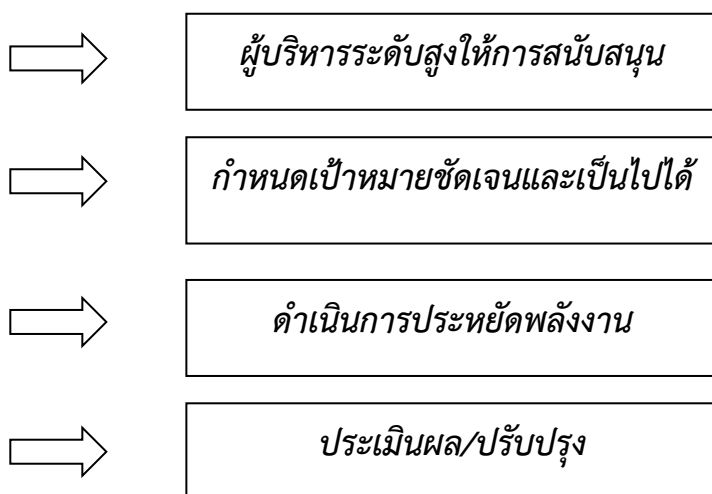 ผู้บริหารระดับสูงให้การสนับสนุน
กำหนดเป้าหมายชัดเจนและเป็นไปได้
ดำเนินการประหยัดพลังงาน
ประเมินผล/ปรับปรุง